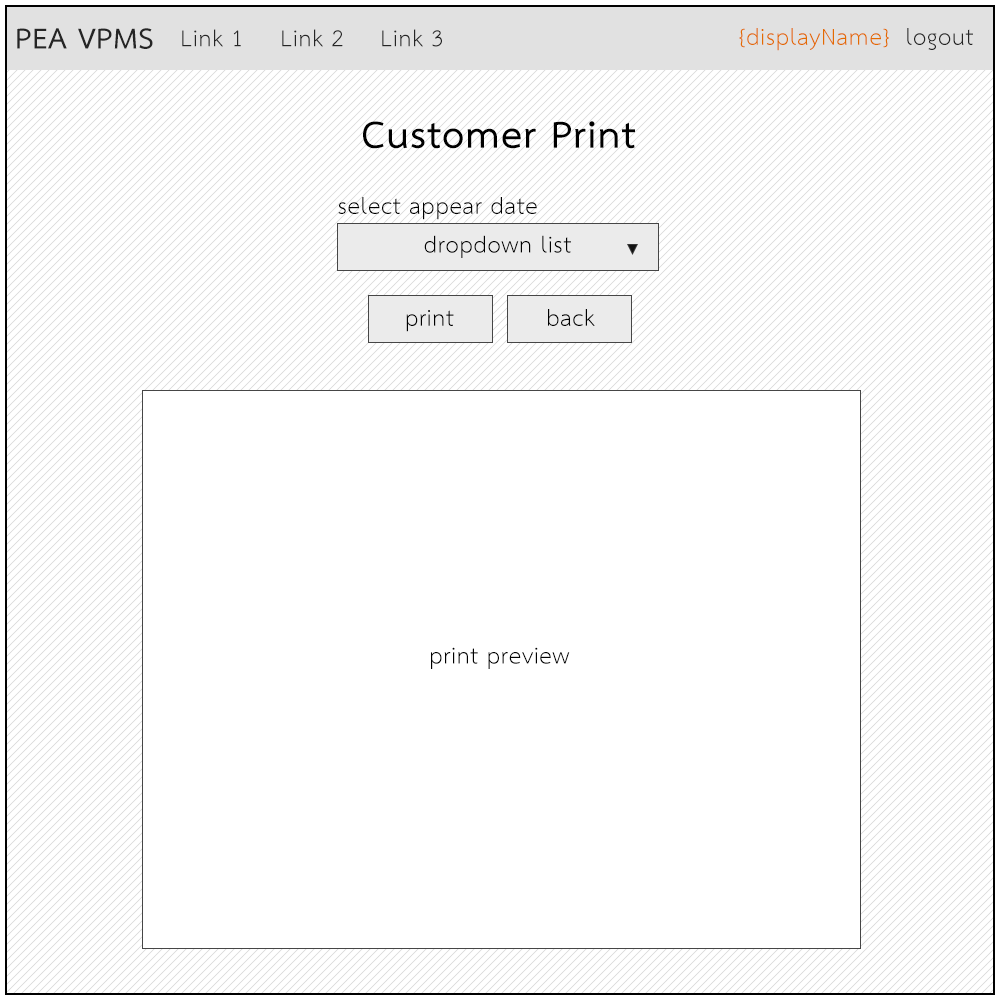 PEA VPMS Link 1 Link 2 Link 3 {displayName} logout
Customer Print
select appear date
dropdown list ▼
print back
print preview